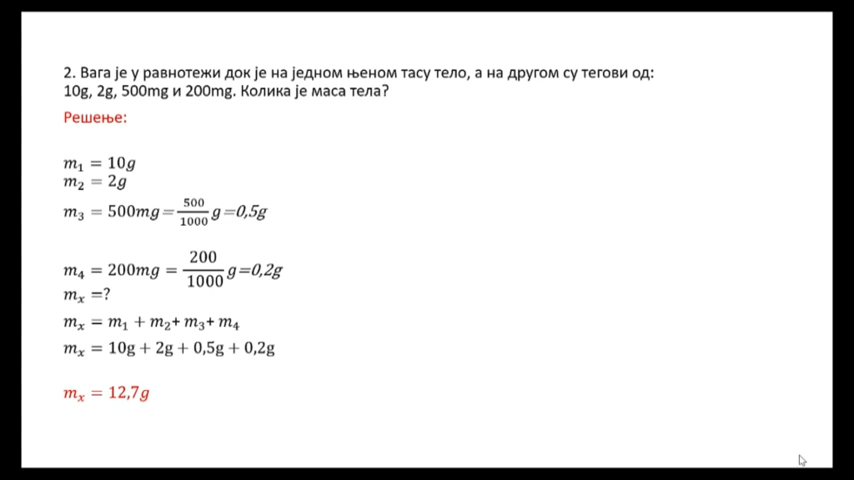 2. Вага је у равнотежи док је на једном њеном тасу тело, а на другом су тегови од:
10g, 2g, 500mg и 200mg. Колика је маса тела?
Решење:
m₁ = 10g
m₂ = 2g
m₃ = 500mg = 500/1000 g=0,5g
m₄ = 200mg = 200/1000 g=0,2g
mₓ =?
mₓ = m₁ + m₂+ m₃+ m₄
mₓ = 10g + 2g + 0,5g + 0,2g
mₓ = 12,7g